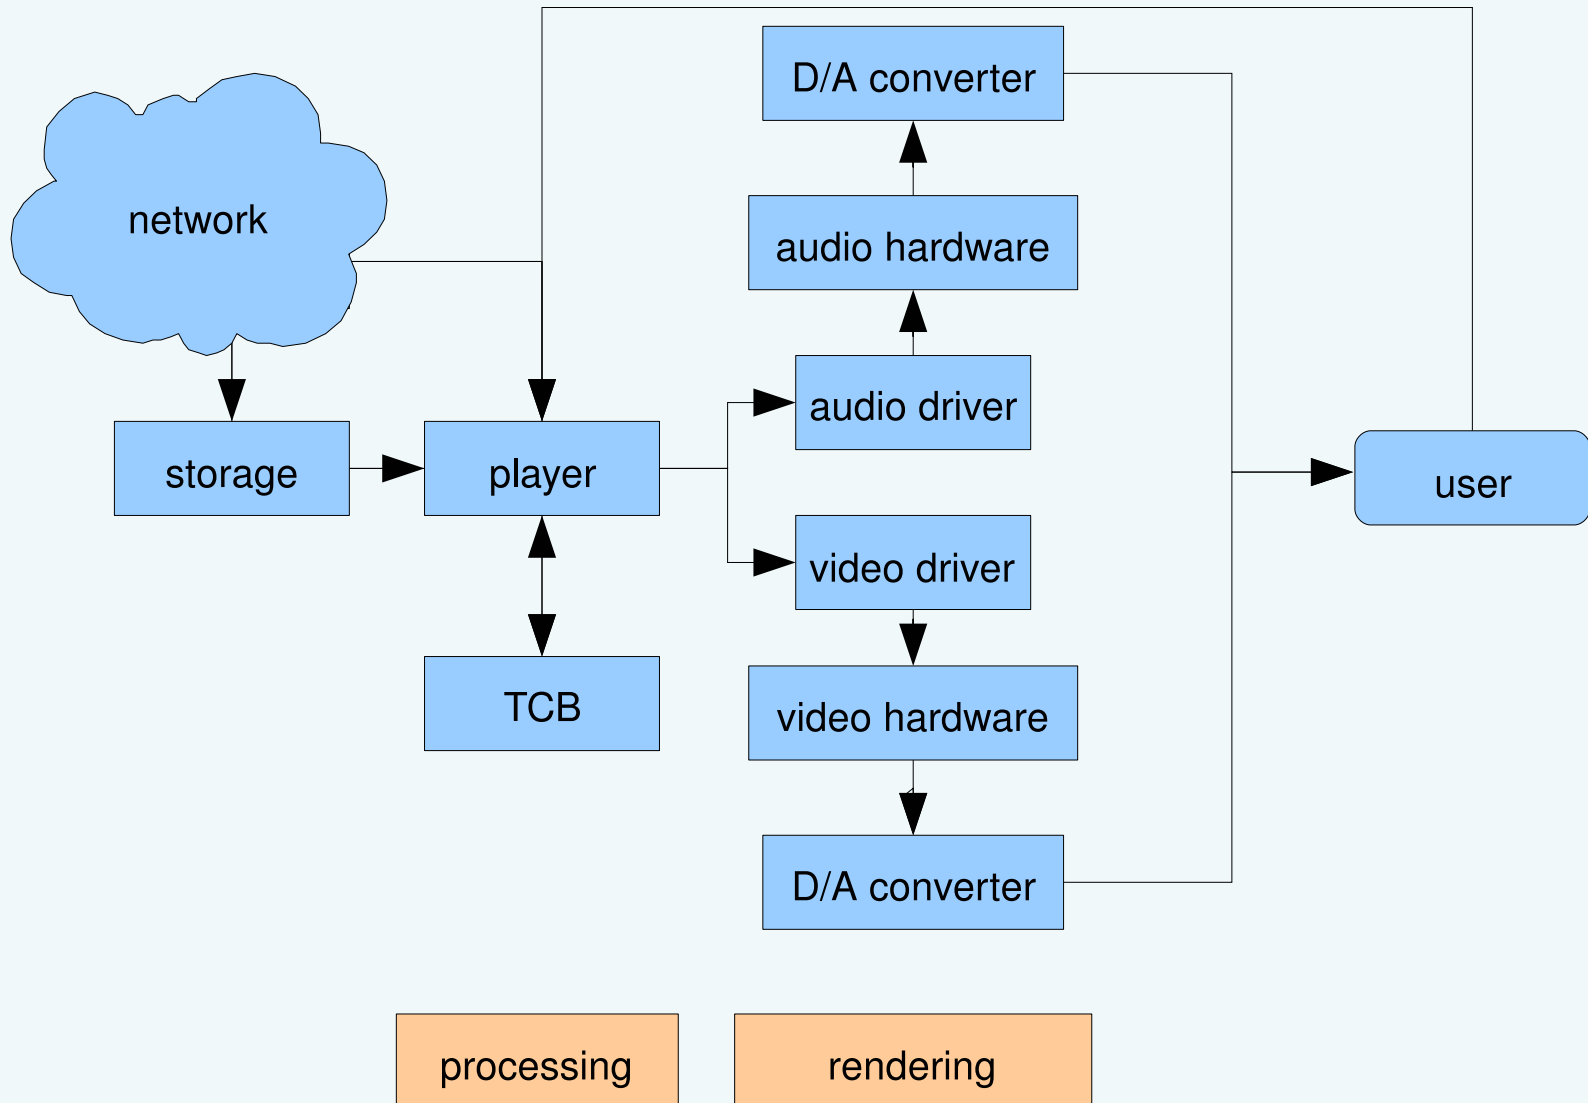 D/A converter
network
audio hardware
audio driver
storage
player
user
video driver
TCB
video hardware
D/A converter
processing
rendering